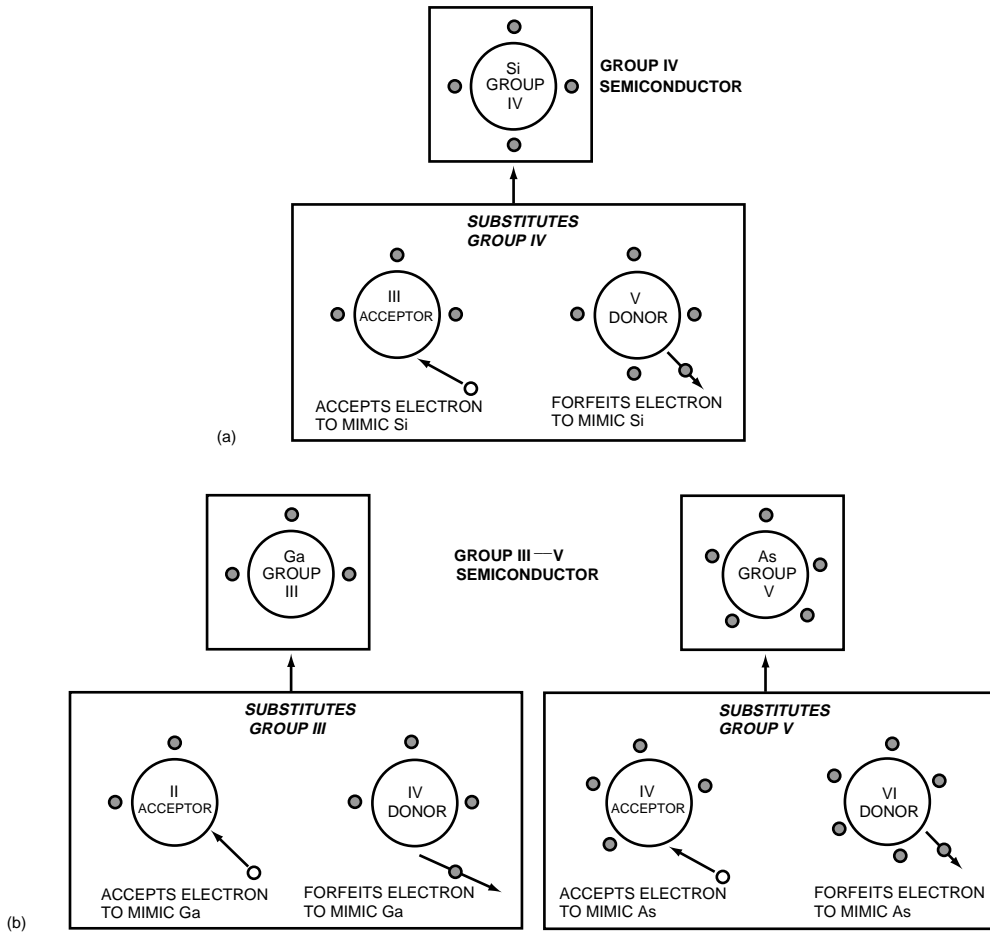 Si
GROUP
IV
GROUP IV
SEMICONDUCTOR
SUBSTITUTES
GROUP IV
III
ACCEPTOR
V
DONOR
ACCEPTS ELECTRON
TO MIMIC Si
FORFEITS ELECTRON
TO MIMIC Si
(a)
Ga
GROUP
III
GROUP III—V
SEMICONDUCTOR
As
GROUP
V
SUBSTITUTES
GROUP III
II
ACCEPTOR
IV
DONOR
ACCEPTS ELECTRON
TO MIMIC Ga
FORFEITS ELECTRON
TO MIMIC Ga
SUBSTITUTES
GROUP V
IV
ACCEPTOR
VI
DONOR
ACCEPTS ELECTRON
TO MIMIC As
FORFEITS ELECTRON
TO MIMIC As
(b)